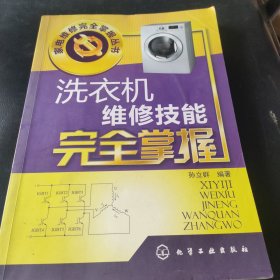 家电维修完全掌握丛书
洗衣机
维修技能
完全掌握
孙立群 编著
XIYIJI
WEIXIU
JINENG
WANQUAN
ZHANGWO
化学工业出版社